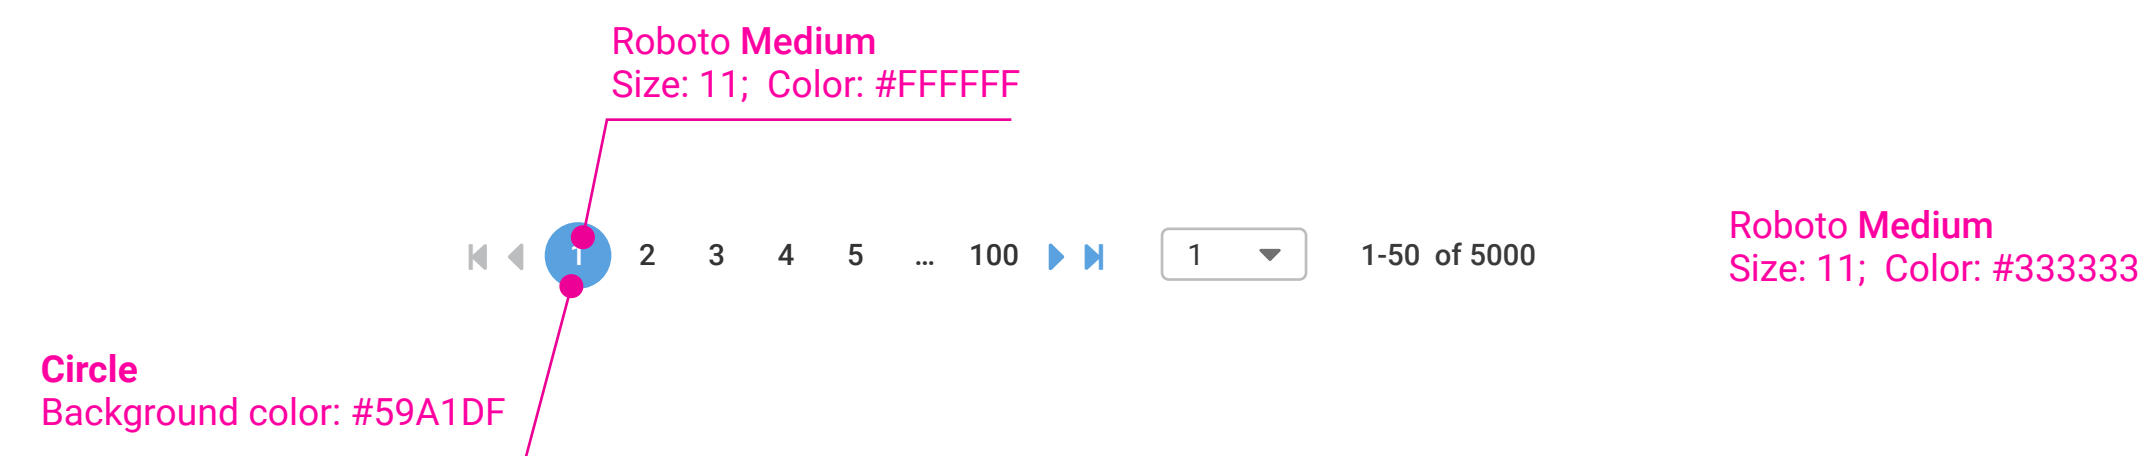 Roboto Medium
Size: 11;  Color: #FFFFFF
1 2 3 4 5 ... 100 1 1-50 of 5000
Roboto Medium
Size: 11;  Color: #333333
Circle
Background color: #59A1DF